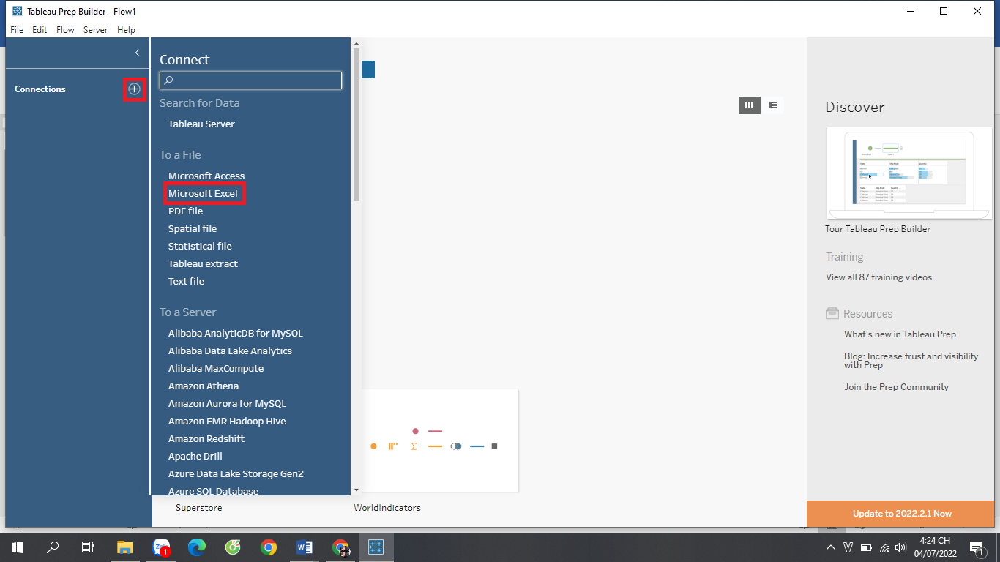 Tableau Prep Builder - Flow1
File Edit Flow Server Help
Connections
Connect
Search for Data
Tableau Server
To a File
Microsoft Access
Microsoft Excel
PDF file
Spatial file
Statistical file
Tableau extract
Text file
To a Server
Alibaba AnalyticDB for MySQL
Alibaba Data Lake Analytics
Alibaba MaxCompute
Amazon Athena
Amazon Aurora for MySQL
Amazon EMR Hadoop Hive
Amazon Redshift
Apache Drill
Azure Data Lake Storage Gen2
Azure SQL Database
Superstore
WorldIndicators
Discover
Tour Tableau Prep Builder
Training
View all 87 training videos
Resources
What's new in Tableau Prep
Blog: Increase trust and visibility
with Prep
Join the Prep Community
Update to 2022.2.1 Now
4:24 CH
04/07/2022